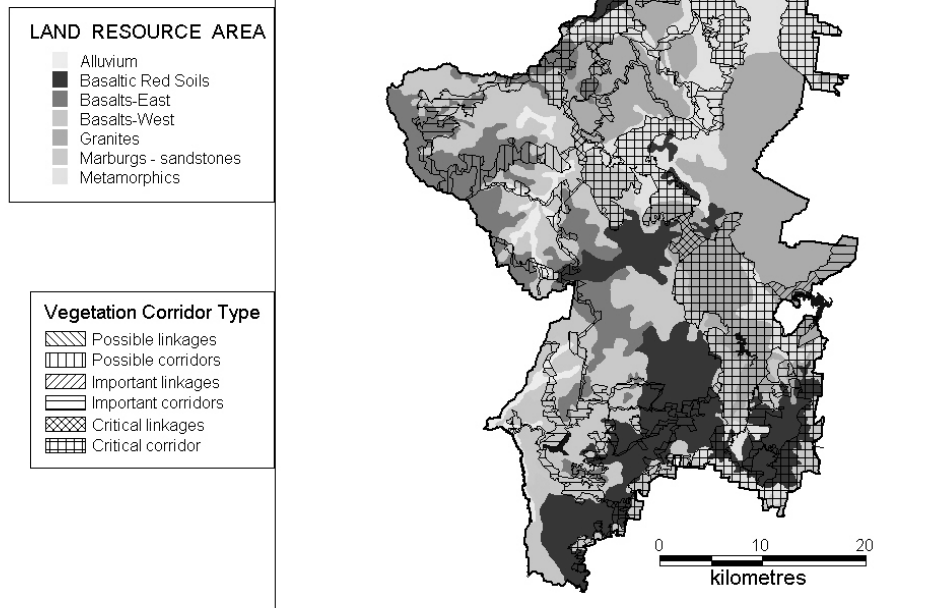 LAND RESOURCE AREA
Alluvium
Basaltic Red Soils
Basalts-East
Basalts-West
Granites
Marburgs - sandstones
Metamorphics
Vegetation Corridor Type
Possible linkages
Possible corridors
Important linkages
Important corridors
Critical linkages
Critical corridor
0 10 20
kilometres